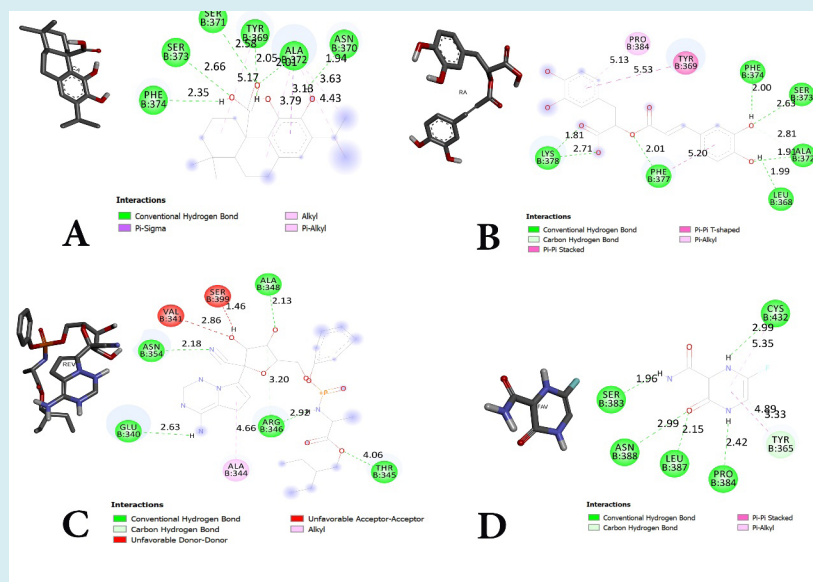 SER
B:371
TYR
B:369
ASN
B:370
SER
B:373
ALA
B:372
PHE
B:374
2.58
2.05
2.01
1.94
2.66
5.17
3.63
2.35
H
H
3.13
3.79
4.43
Interactions
Conventional Hydrogen Bond
Pi-Sigma
Alkyl
Pi-Alkyl
A
RA
PRO
B:384
TYR
B:369
PHE
B:374
SER
B:373
ALA
B:372
LEU
B:368
PHE
B:377
LYS
B:378
5.13
5.53
2.00
2.63
2.81
1.91
1.99
1.81
2.71
2.01
5.20
H
H
Interactions
Conventional Hydrogen Bond
Carbon Hydrogen Bond
Pi-Pi Stacked
Pi-Pi T-shaped
Pi-Alkyl
B
REV
SER
B:399
ALA
B:348
VAL
B:341
ASN
B:354
GLU
B:340
ARG
B:346
ALA
B:344
THR
B:345
1.46
2.13
2.86
2.18
3.20
2.63
4.66
4.06
H
H
Interactions
Conventional Hydrogen Bond
Carbon Hydrogen Bond
Unfavorable Donor-Donor
Unfavorable Acceptor-Acceptor
Alkyl
C
FAV
CYS
B:432
SER
B:383
ASN
B:388
LEU
B:387
PRO
B:384
TYR
B:365
2.99
5.35
1.96
H
H
2.99
2.15
2.42
4.89
H
Interactions
Conventional Hydrogen Bond
Carbon Hydrogen Bond
Pi-Pi Stacked
Pi-Alkyl
D